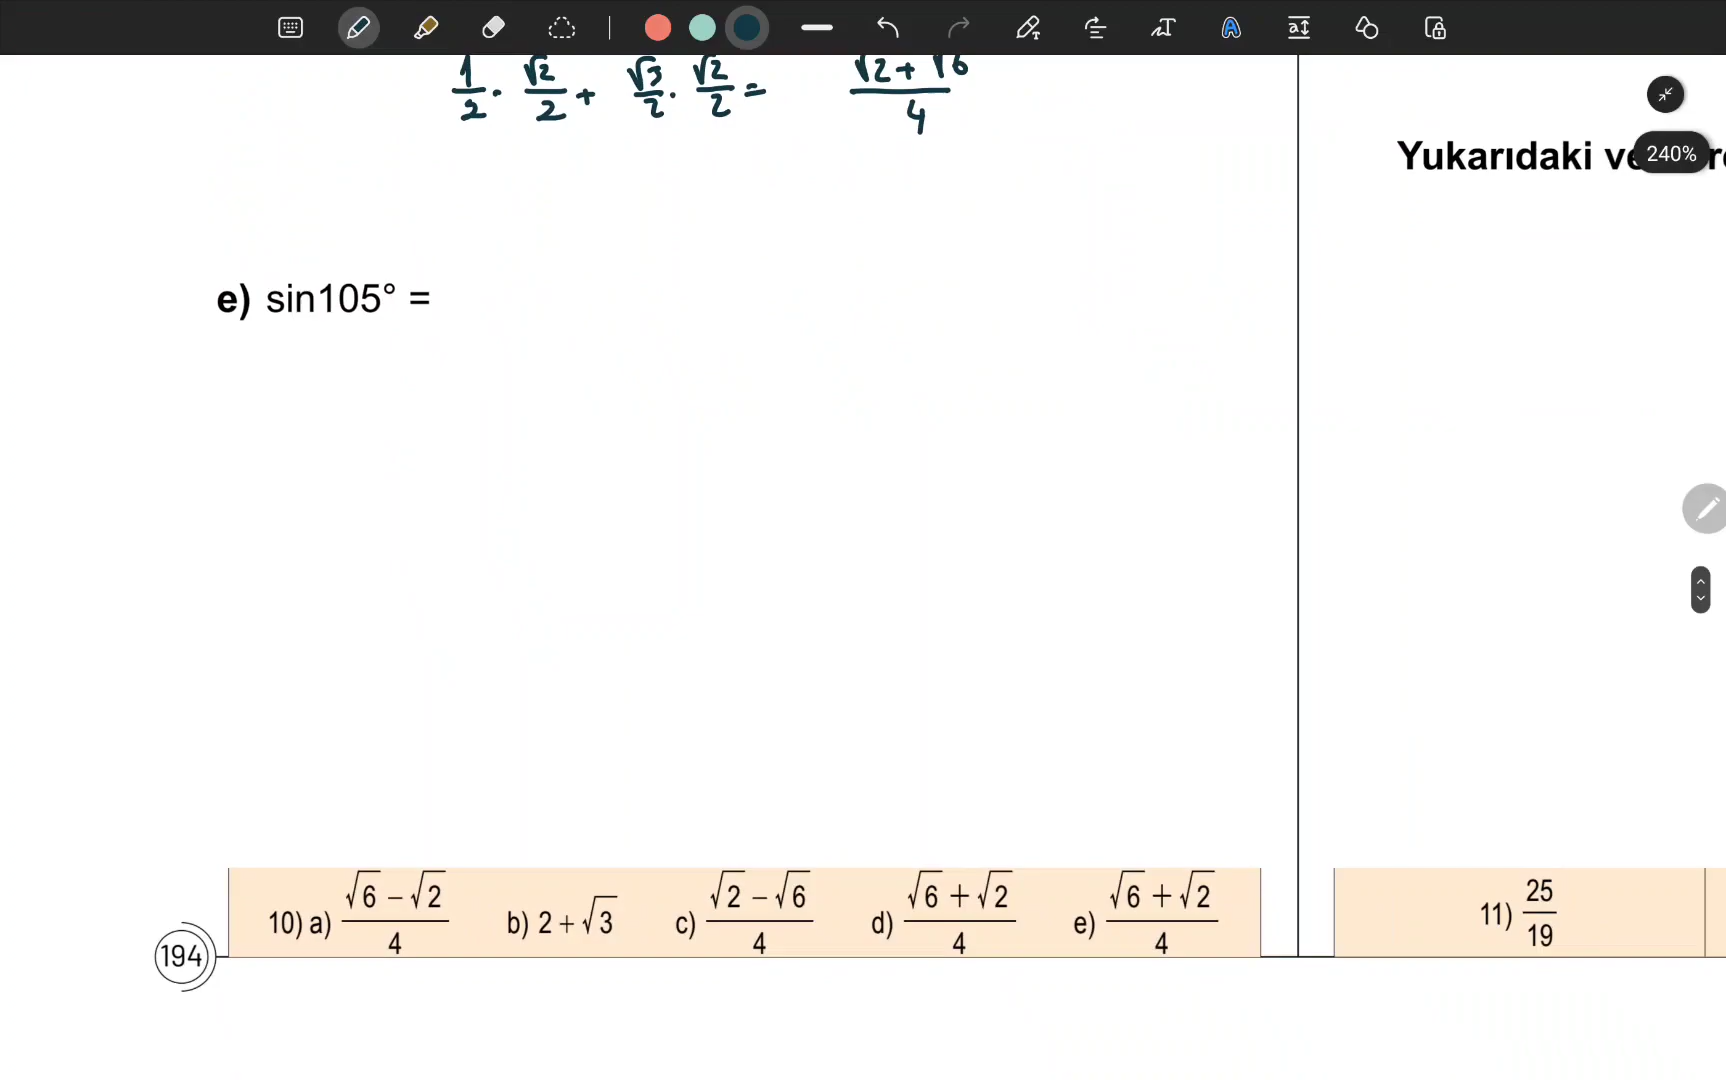 1/2 · √2/2 + √3/2 · √2/2 = √2 + √6/4
240%
Yukarıdaki
e) sin105° =
10) a) √6 – √2/4 b) 2 + √3 c) √2 – √6/4 d) √6 + √2/4 e) √6 + √2/4
11) 25/19
194